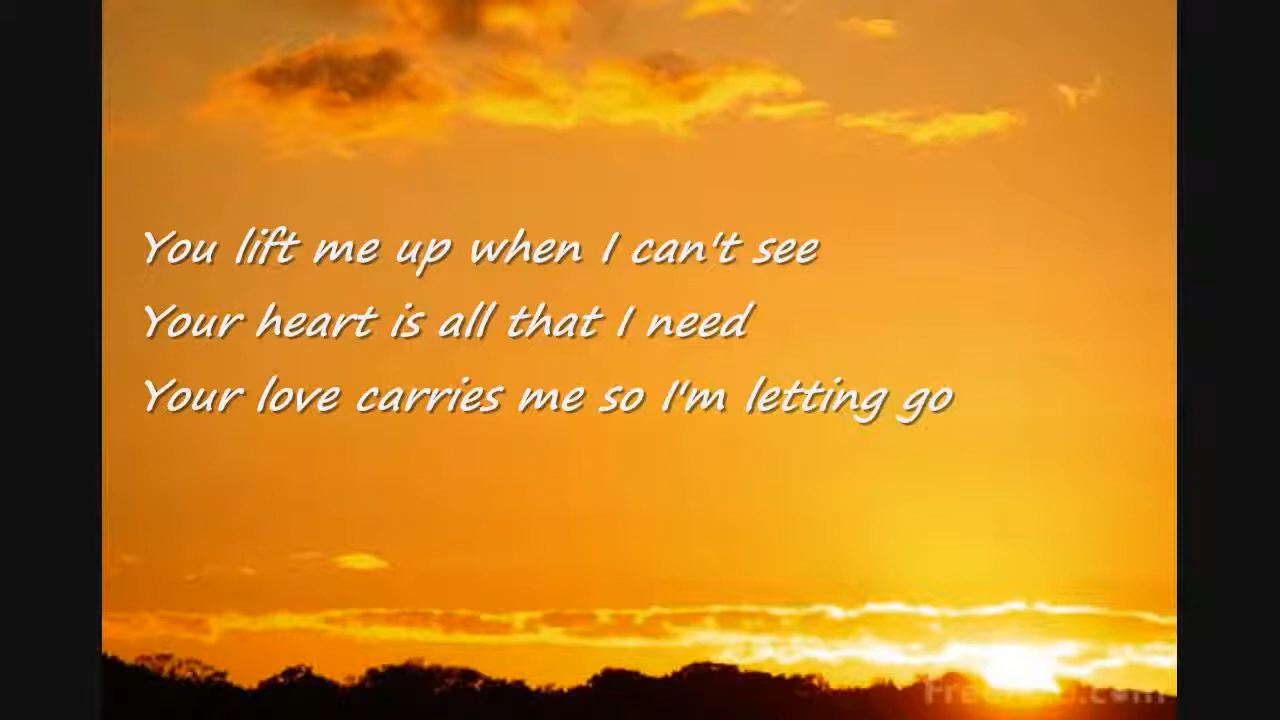 You lift me up when I can't see
Your heart is all that I need
Your love carries me so I'm letting go